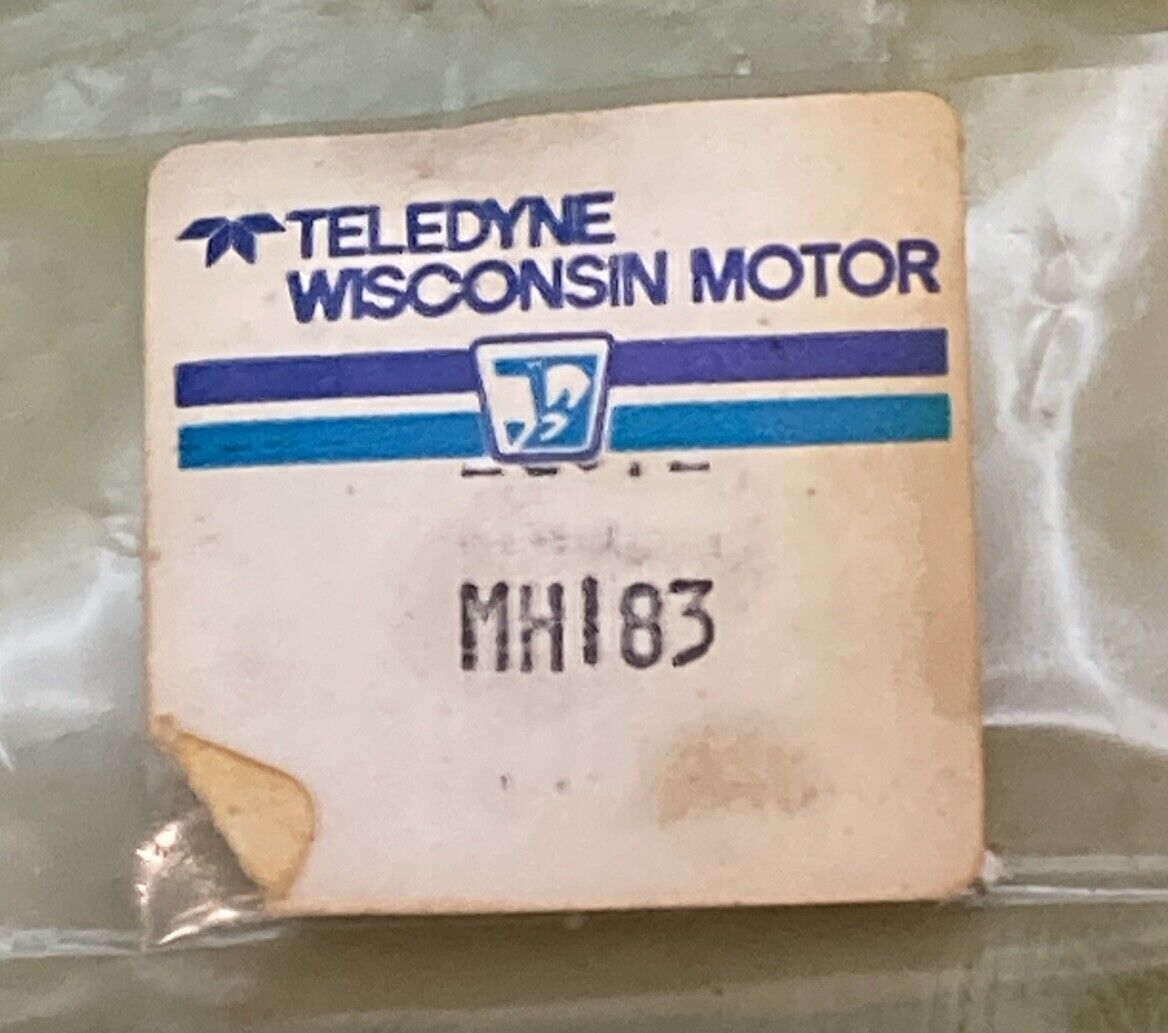 TELEDYNE
WISCONSIN MOTOR
MH183